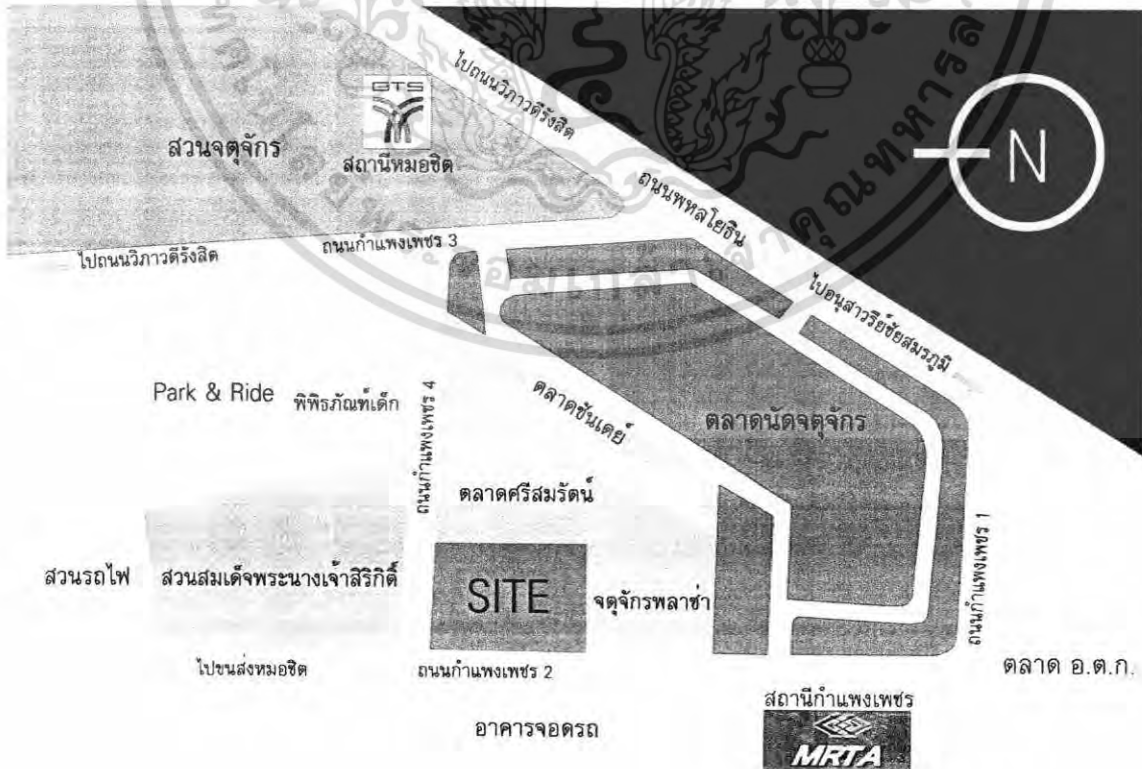 ไปถนนวิภาวดีรังสิต
BTS
สวนจตุจักร
สถานีหมอชิต
N
ถนนพหลโยธิน
ถนนกำแพงเพชร 3
ไปถนนวิภาวดีรังสิต
ไปอนุสาวรีย์ชัยสมรภูมิ
Park & Ride
พิพิธภัณฑ์เด็ก
ถนนกำแพงเพชร 4
ตลาดซันเดย์
ตลาดนัดจตุจักร
ตลาดศรีสมรัตน์
ถนนกำแพงเพชร 1
สวนรถไฟ
สวนสมเด็จพระนางเจ้าสิริกิติ์
SITE
จตุจักรพลาซ่า
ไปขนส่งหมอชิต
ถนนกำแพงเพชร 2
ตลาด อ.ต.ก.
สถานีกำแพงเพชร
อาคารจอดรถ
MRTA